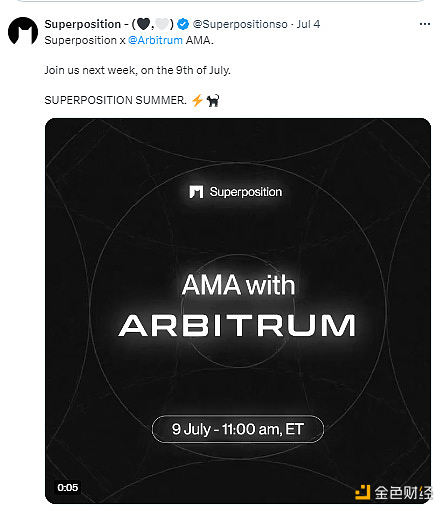 Superposition - (🖤,🤍) @Superpositionso · Jul 4
Superposition x @Arbitrum AMA.
Join us next week, on the 9th of July.
SUPERPOSITION SUMMER. ⚡🐈‍⬛
Superposition
AMA with
ARBITRUM
9 July - 11:00 am, ET
0:05
金色财经